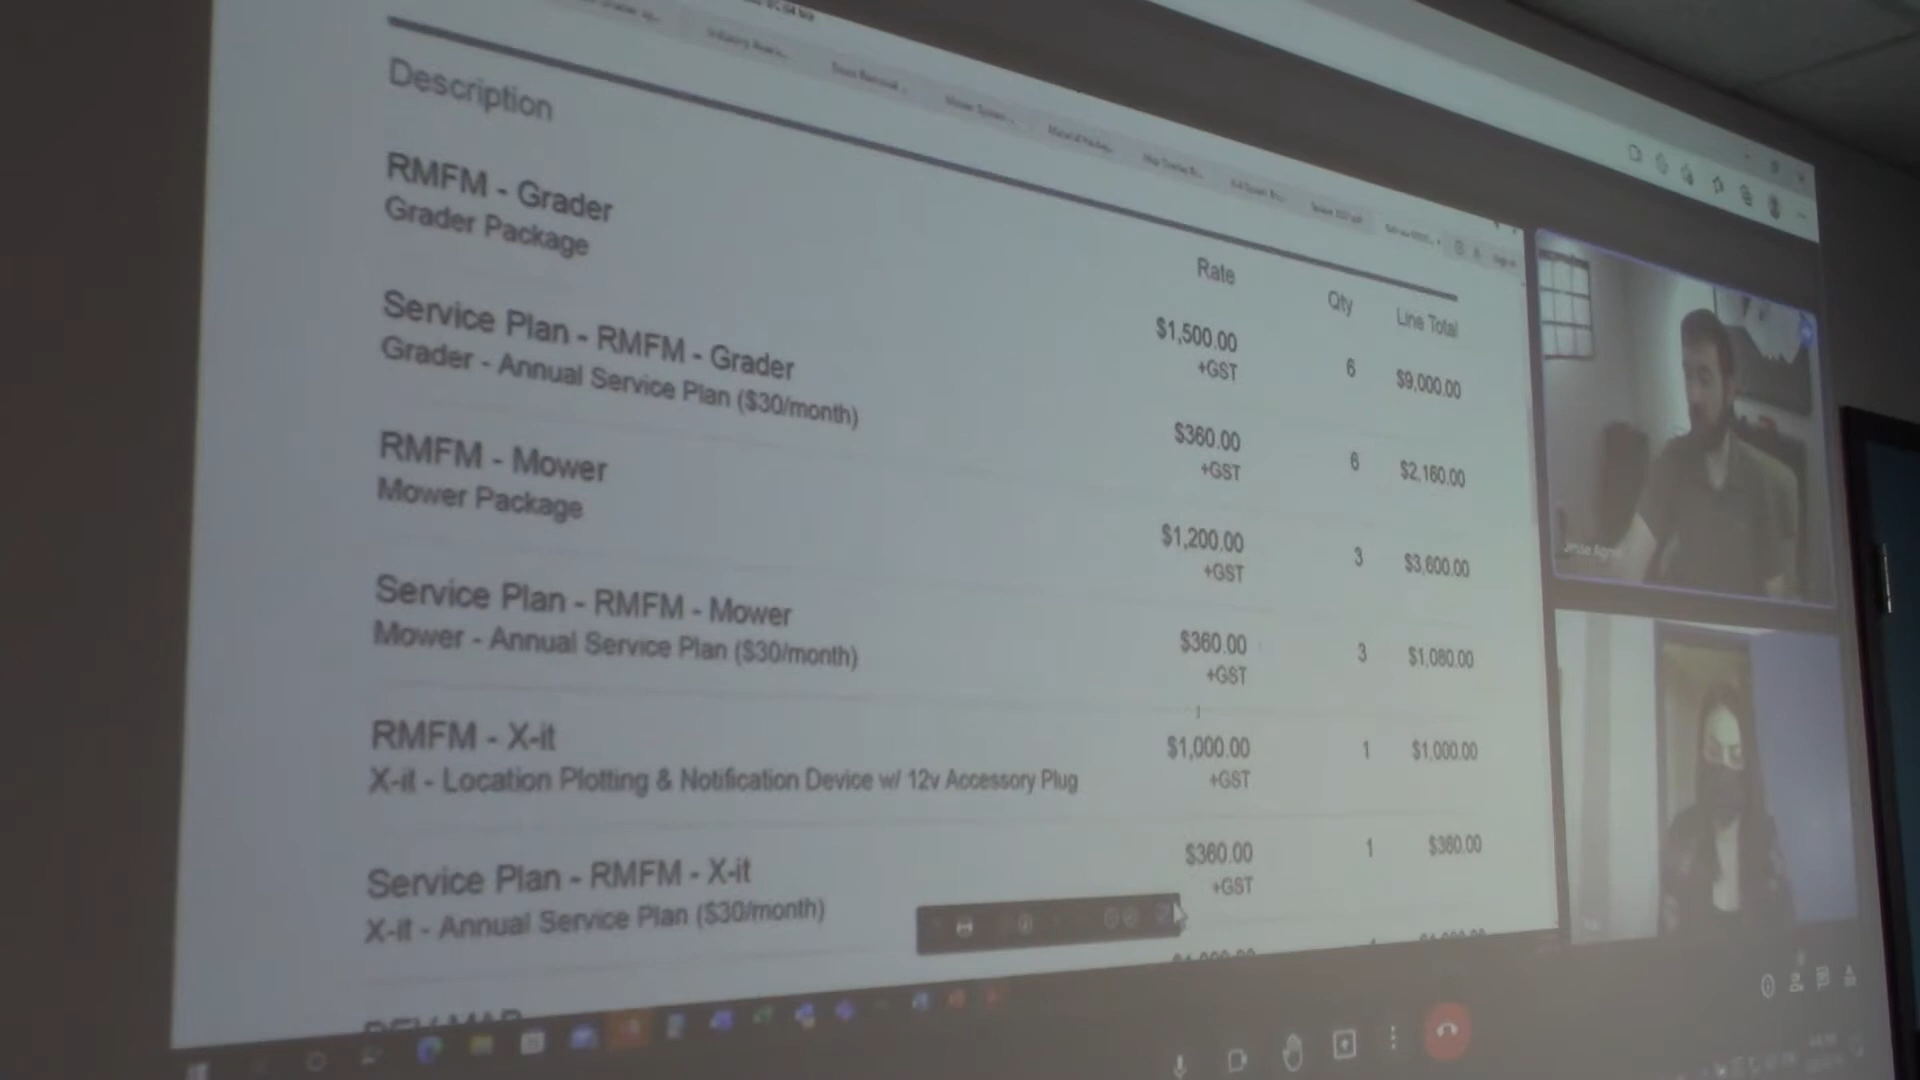 Description
Rate
Qty
Line Total
RMFM - Grader
Grader Package
$1,500.00
+GST
6
$9,000.00
Service Plan - RMFM - Grader
Grader - Annual Service Plan ($30/month)
$360.00
+GST
6
$2,160.00
RMFM - Mower
Mower Package
$1,200.00
+GST
3
$3,600.00
Service Plan - RMFM - Mower
Mower - Annual Service Plan ($30/month)
$360.00
+GST
3
$1,080.00
RMFM - X-it
X-it - Location Plotting & Notification Device w/ 12v Accessory Plug
$1,000.00
+GST
1
$1,000.00
Service Plan - RMFM - X-it
X-it - Annual Service Plan ($30/month)
$360.00
+GST
1
$360.00